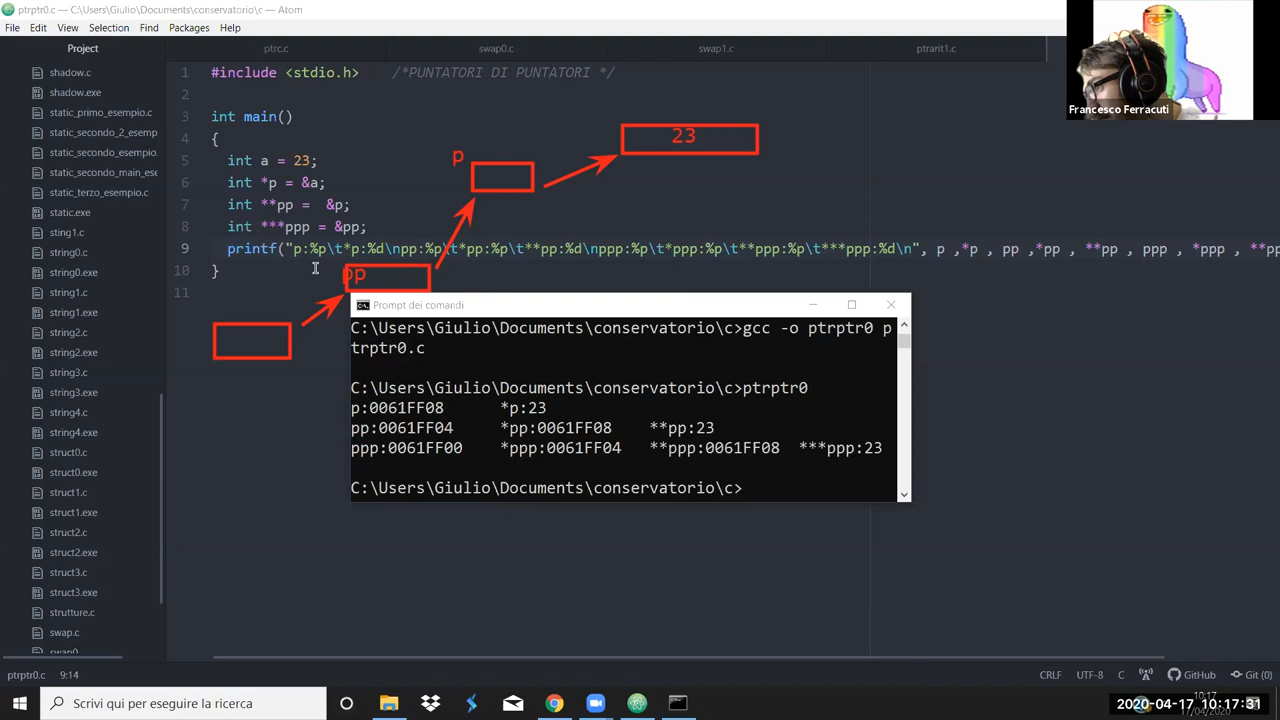 ptrptr0.c — C:\Users\Giulio\Documents\conservatorio\c — Atom
File Edit View Selection Find Packages Help
Project
ptrc.c
swap0.c
swap1.c
ptrarit1.c
shadow.c
shadow.exe
static_primo_esempio.c
static_secondo_2_esemp
static_secondo_esempio.
static_secondo_main_ese
static_terzo_esempio.c
static.exe
sting1.c
string0.c
string0.exe
string1.c
string1.exe
string2.c
string2.exe
string3.c
string3.exe
string4.c
string4.exe
struct0.c
struct0.exe
struct1.c
struct1.exe
struct2.c
struct2.exe
struct3.c
struct3.exe
strutture.c
swap.c
swap0
1 #include <stdio.h> /*PUNTATORI DI PUNTATORI */
2
3 int main()
4 {
5 int a = 23;
6 int *p = &a;
7 int **pp = &p;
8 int ***ppp = &pp;
9 printf("p:%p\t*p:%d\npp:%p\t*pp:%p\t**pp:%d\nppp:%p\t*ppp:%p\t**ppp:%p\t***ppp:%d\n", p ,*p , pp ,*pp , **pp , ppp , *ppp , **pp
10 }
11
23
p
pp
Prompt dei comandi
C:\Users\Giulio\Documents\conservatorio\c>gcc -o ptrptr0 p
trptr0.c
C:\Users\Giulio\Documents\conservatorio\c>ptrptr0
p:0061FF08 *p:23
pp:0061FF04 *pp:0061FF08 **pp:23
ppp:0061FF00 *ppp:0061FF04 **ppp:0061FF08 ***ppp:23
C:\Users\Giulio\Documents\conservatorio\c>
Francesco Ferracuti
ptrptr0.c 9:14
CRLF UTF-8 C GitHub Git (0)
Scrivi qui per eseguire la ricerca
10:17
17/04/2020
2020-04-17 10:17:31